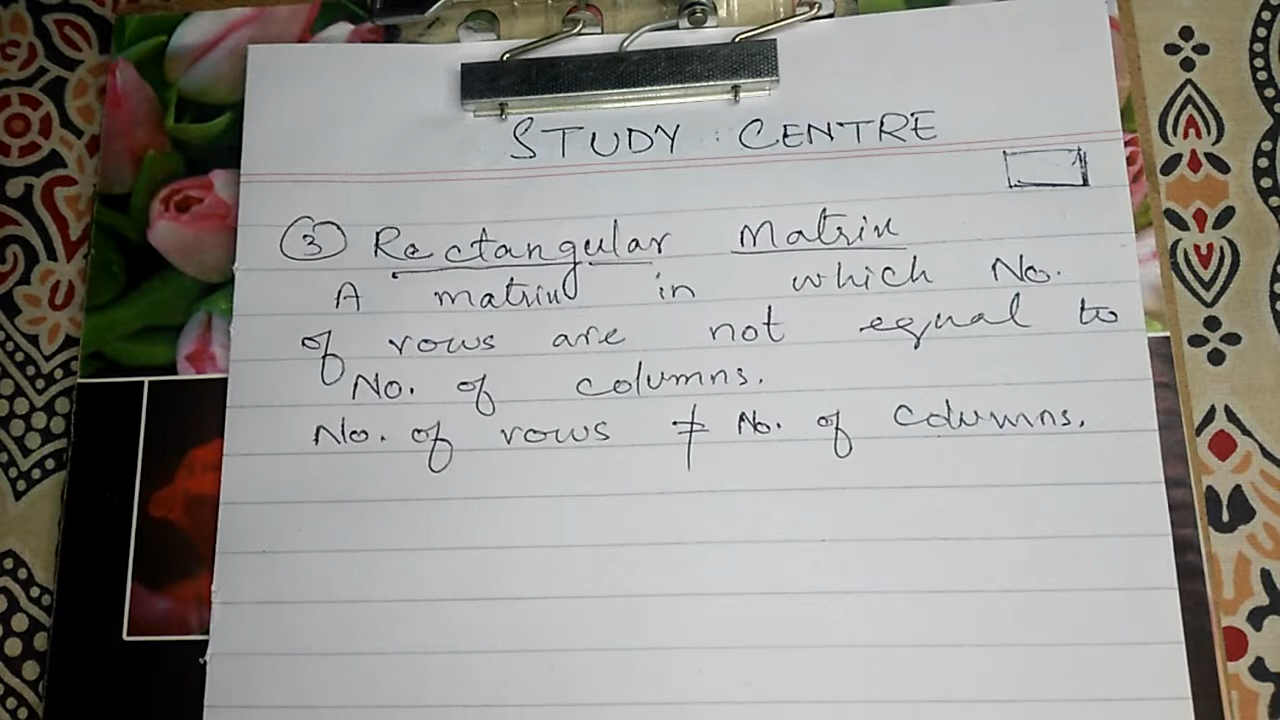 STUDY : CENTRE
③ Rectangular Matrix
A matrix in which No.
of rows are not equal to
No. of columns.
No. of rows ≠ No. of columns.